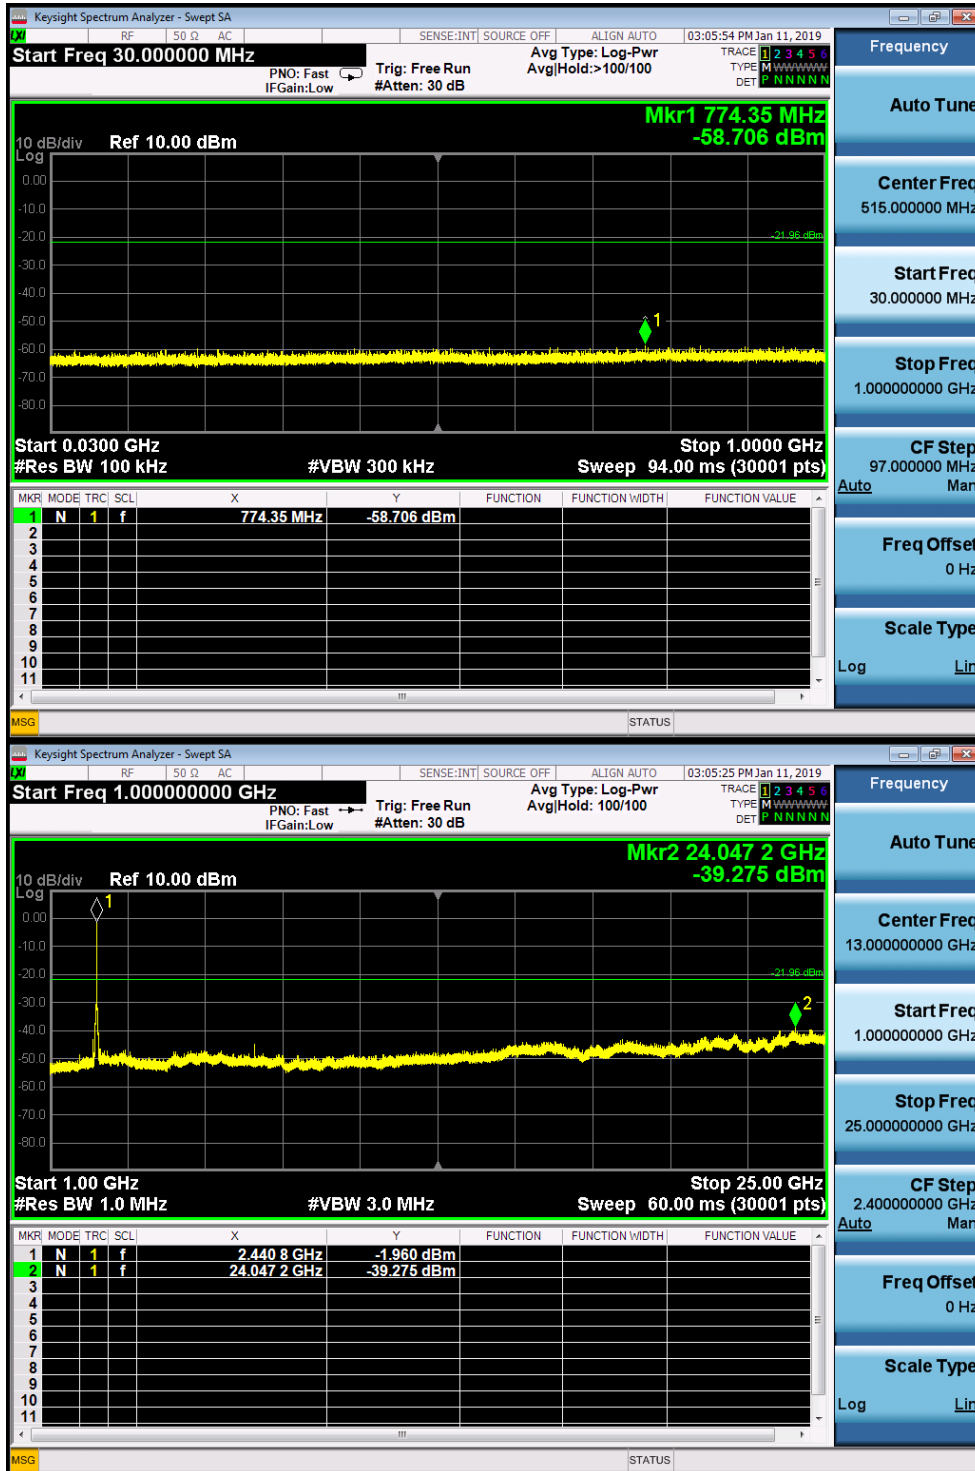 Keysight Spectrum Analyzer - Swept SA
LXI RF 50 Ω AC SENSE:INT SOURCE OFF ALIGN AUTO 03:05:54 PM Jan 11, 2019
Start Freq 30.000000 MHz
PNO: Fast
IFGain:Low
Trig: Free Run
#Atten: 30 dB
Avg Type: Log-Pwr
Avg|Hold:>100/100
TRACE 1 2 3 4 5 6
TYPE M WWWWW
DET P N N N N N
Mkr1 774.35 MHz
-58.706 dBm
10 dB/div Ref 10.00 dBm
Log
0.00
-10.0
-20.0
-21.96 dBm
-30.0
-40.0
-50.0
1
-60.0
-70.0
-80.0
Start 0.0300 GHz Stop 1.0000 GHz
#Res BW 100 kHz #VBW 300 kHz Sweep 94.00 ms (30001 pts)
MKR MODE TRC SCL X Y FUNCTION FUNCTION WIDTH FUNCTION VALUE
1 N 1 f 774.35 MHz -58.706 dBm
2
3
4
5
6
7
8
9
10
11
MSG STATUS
Frequency
Auto Tune
Center Freq
515.000000 MHz
Start Freq
30.000000 MHz
Stop Freq
1.000000000 GHz
CF Step
97.000000 MHz
Auto Man
Freq Offset
0 Hz
Scale Type
Log Lin
Keysight Spectrum Analyzer - Swept SA
LXI RF 50 Ω AC SENSE:INT SOURCE OFF ALIGN AUTO 03:05:25 PM Jan 11, 2019
Start Freq 1.000000000 GHz
PNO: Fast
IFGain:Low
Trig: Free Run
#Atten: 30 dB
Avg Type: Log-Pwr
Avg|Hold: 100/100
TRACE 1 2 3 4 5 6
TYPE M WWWWW
DET P N N N N N
Mkr2 24.047 2 GHz
-39.275 dBm
10 dB/div Ref 10.00 dBm
Log
1
0.00
-10.0
-20.0
-21.96 dBm
-30.0
2
-40.0
-50.0
-60.0
-70.0
-80.0
Start 1.00 GHz Stop 25.00 GHz
#Res BW 1.0 MHz #VBW 3.0 MHz Sweep 60.00 ms (30001 pts)
MKR MODE TRC SCL X Y FUNCTION FUNCTION WIDTH FUNCTION VALUE
1 N 1 f 2.440 8 GHz -1.960 dBm
2 N 1 f 24.047 2 GHz -39.275 dBm
3
4
5
6
7
8
9
10
11
MSG STATUS
Frequency
Auto Tune
Center Freq
13.000000000 GHz
Start Freq
1.000000000 GHz
Stop Freq
25.000000000 GHz
CF Step
2.400000000 GHz
Auto Man
Freq Offset
0 Hz
Scale Type
Log Lin